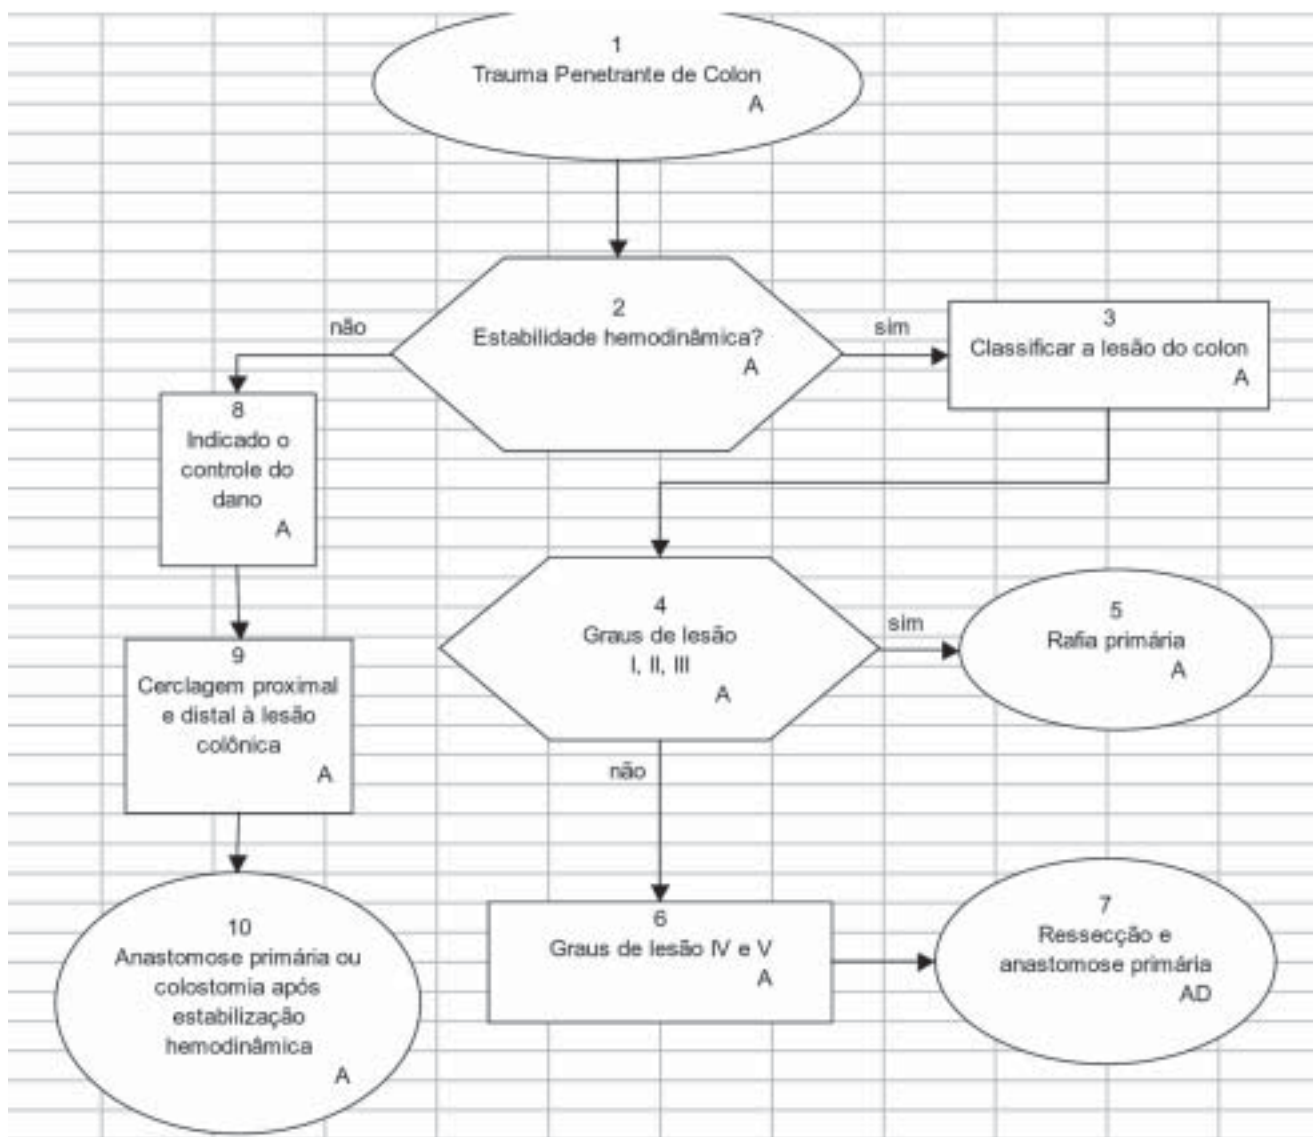 1
Trauma Penetrante de Colon
A
2
Estabilidade hemodinâmica?
A
não
sim
3
Classificar a lesão do colon
A
8
Indicado o
controle do
dano
A
4
Graus de lesão
I, II, III
A
sim
5
Rafia primária
A
9
Cerclagem proximal
e distal à lesão
colônica
A
não
6
Graus de lesão IV e V
A
7
Ressecção e
anastomose primária
AD
10
Anastomose primária ou
colostomia após
estabilização
hemodinâmica
A